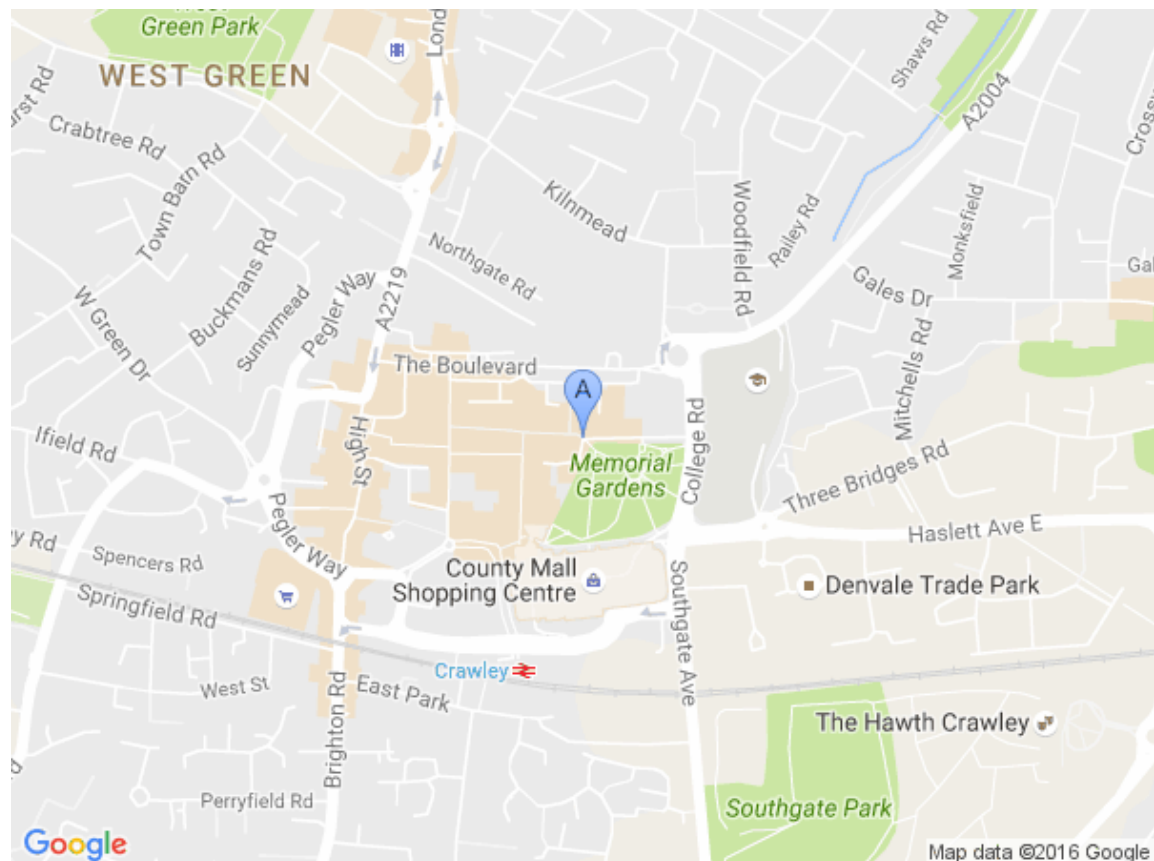 Green Park
WEST GREEN
Lond
Shaws Rd
A2004
Crabtree Rd
Town Barn Rd
Kilnmead
Woodfield Rd
Railey Rd
Monksfield
Northgate Rd
Buckmans Rd
Sunnymead
Pegler Way
A2219
W Green Dr
Gales Dr
Gal
Mitchells Rd
The Boulevard
A
Ifield Rd
High St
College Rd
Memorial
Gardens
Three Bridges Rd
Haslett Ave E
Pegler Way
Spencers Rd
Springfield Rd
County Mall
Shopping Centre
Denvale Trade Park
Southgate Ave
Crawley
West St
East Park
Brighton Rd
The Hawth Crawley
Perryfield Rd
Southgate Park
Google
Map data ©2016 Google